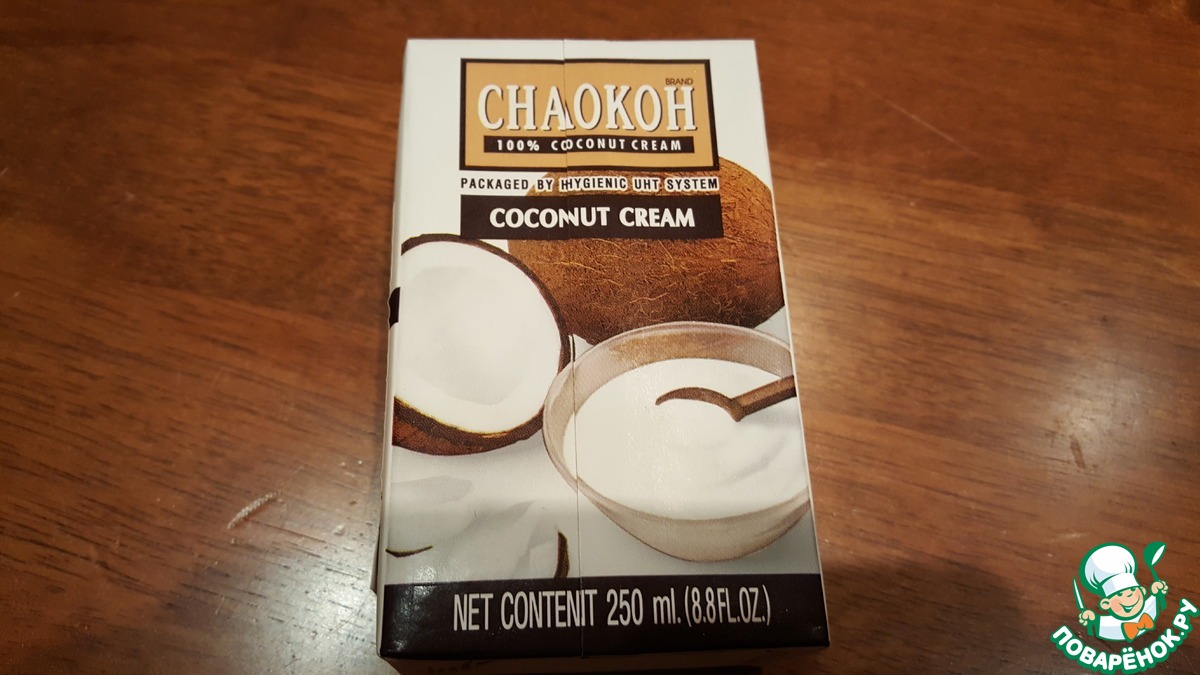 BRAND
CHAOKOH
100% COCONUT CREAM
PACKAGED BY HYGIENIC UHT SYSTEM
COCONUT CREAM
NET CONTENT 250 ml. (8.8FL.OZ.)
ПОВАРЁНОК.РУ